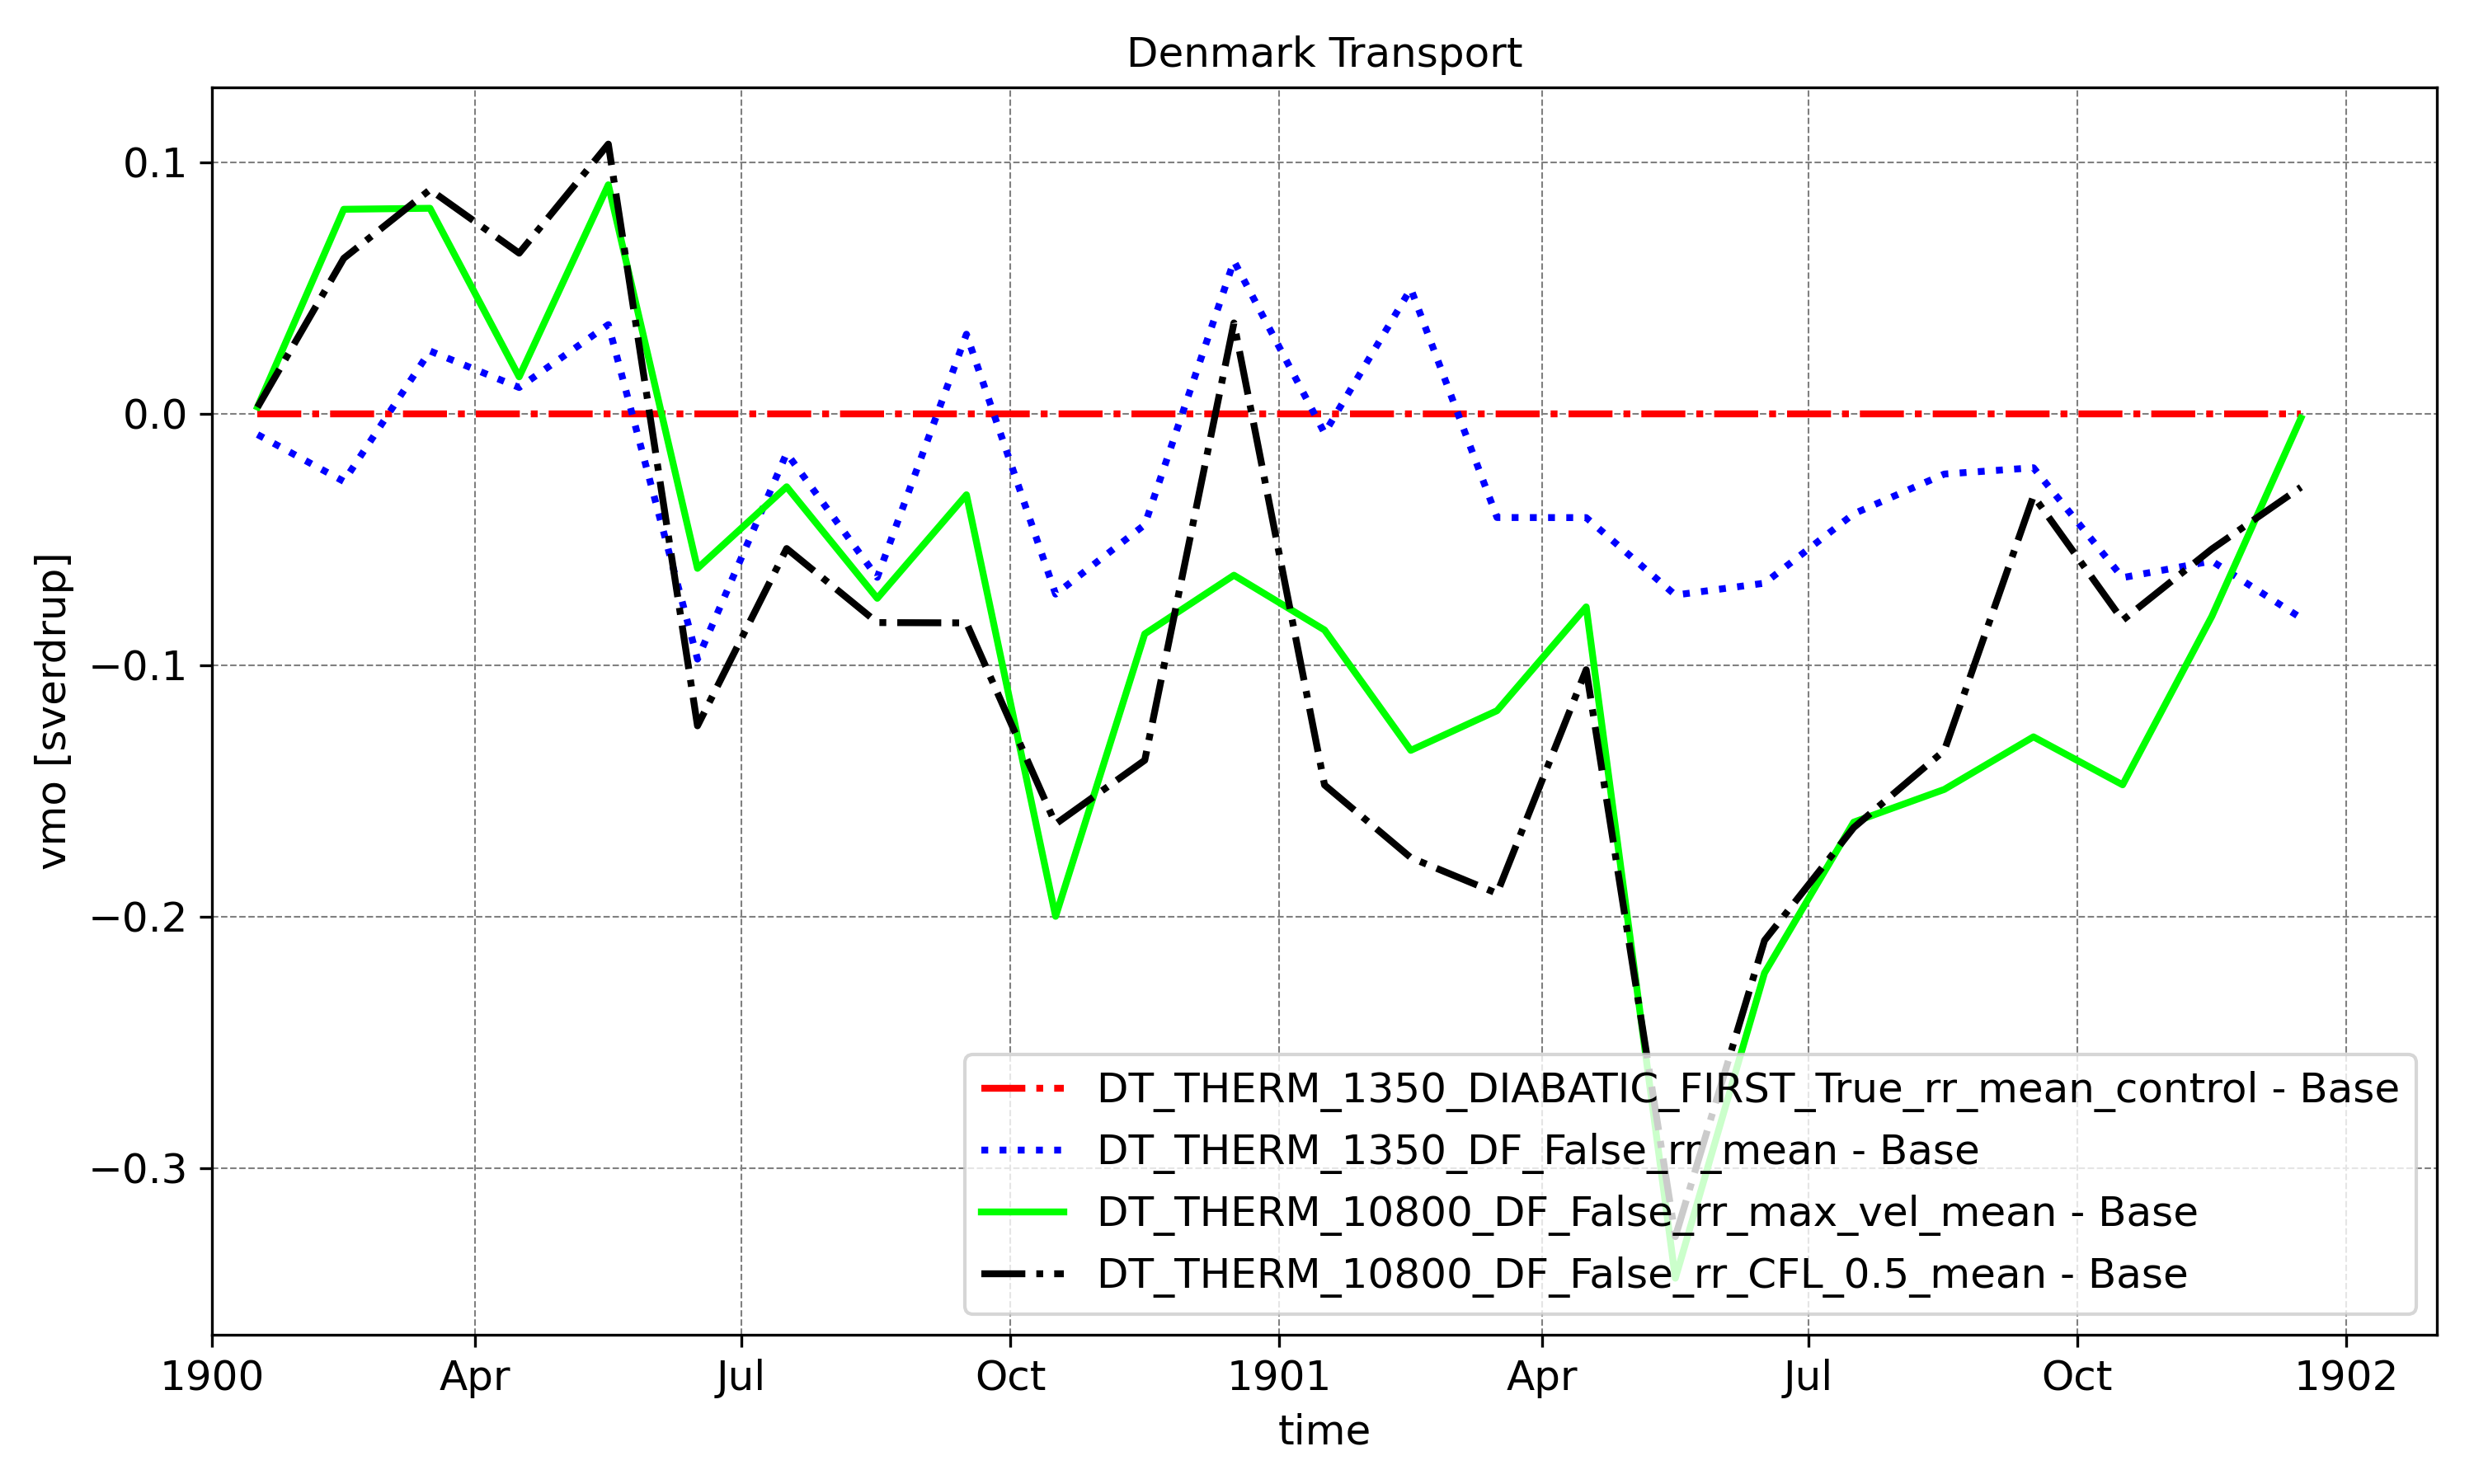 Denmark Transport
vmo [sverdrup]
0.1
0.0
−0.1
−0.2
−0.3
DT_THERM_1350_DIABATIC_FIRST_True_rr_mean_control - Base
DT_THERM_1350_DF_False_rr_mean - Base
DT_THERM_10800_DF_False_rr_max_vel_mean - Base
DT_THERM_10800_DF_False_rr_CFL_0.5_mean - Base
1900 Apr Jul Oct 1901 Apr Jul Oct 1902
time